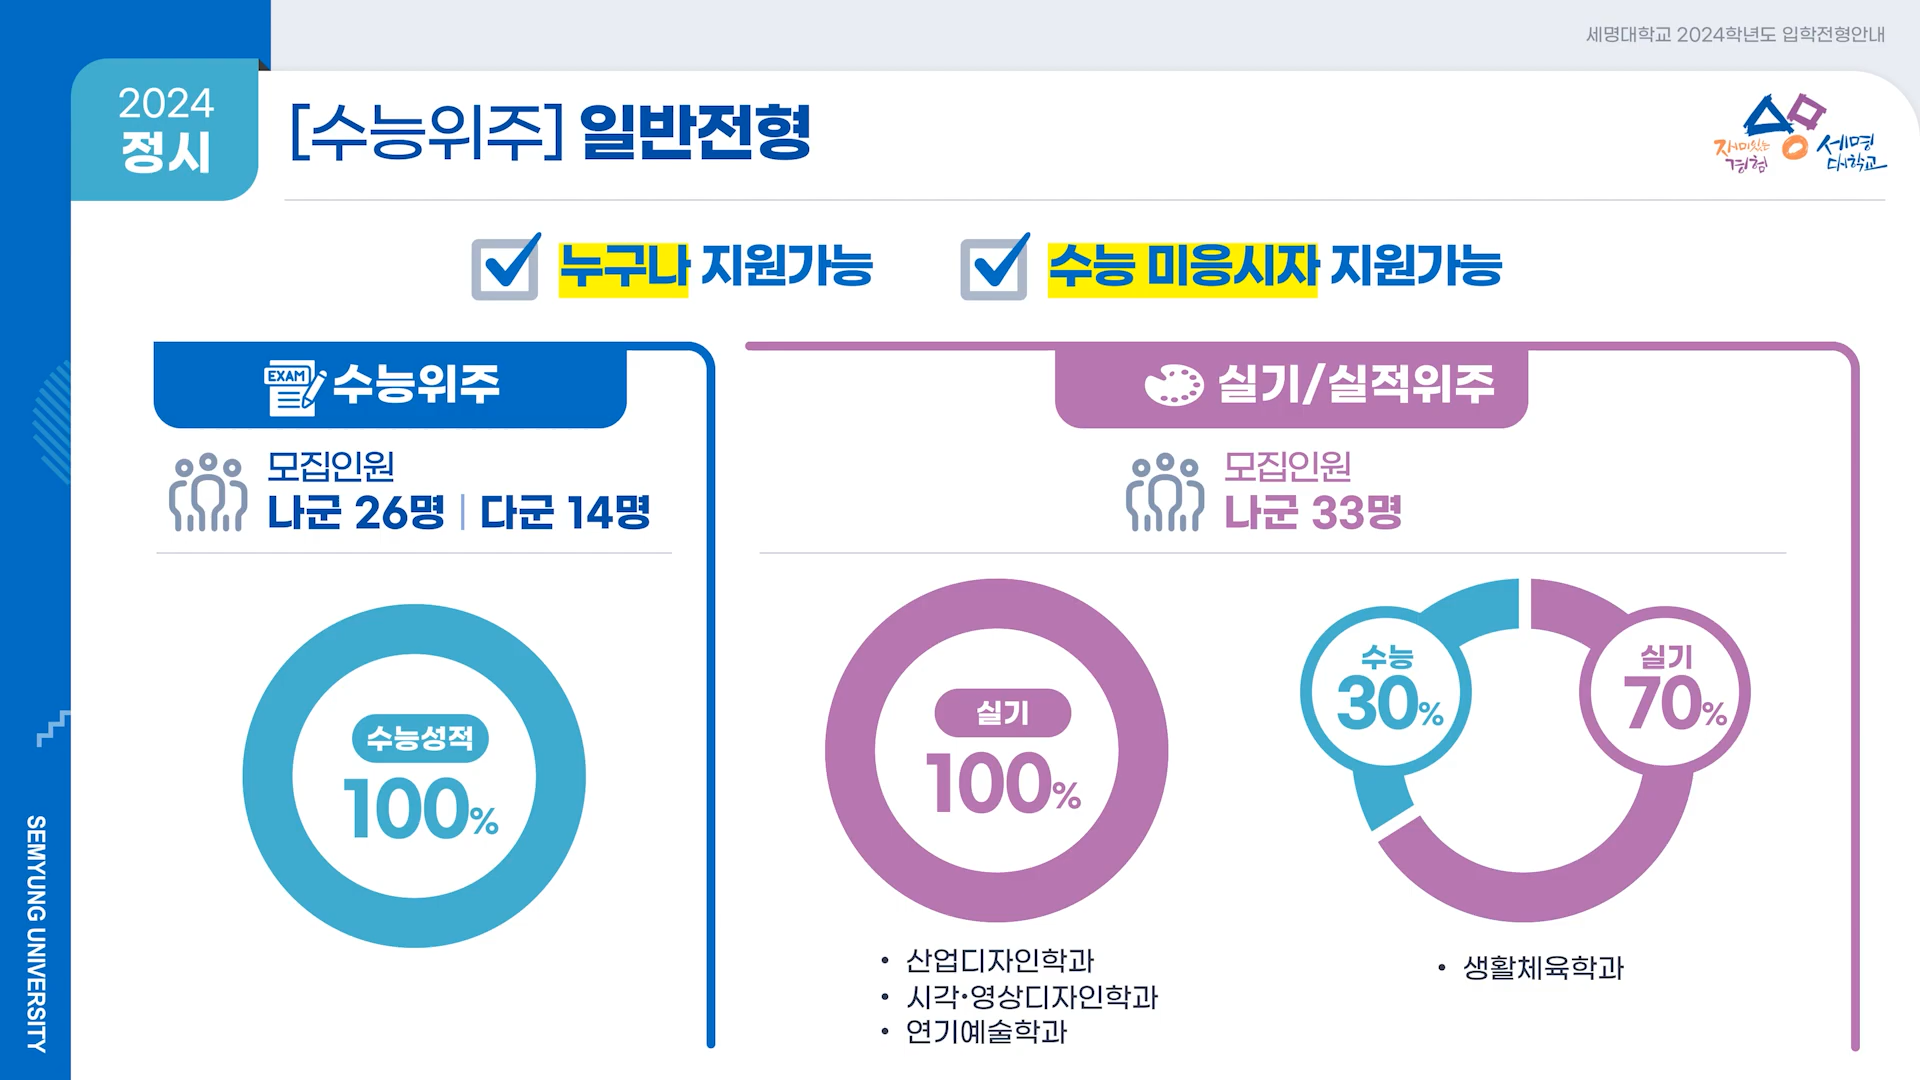 세명대학교 2024학년도 입학전형안내
2024
정시
[수능위주] 일반전형
재미있는
경험
세명
대학교
누구나 지원가능
수능 미응시자 지원가능
EXAM
수능위주
모집인원
나군 26명 | 다군 14명
수능성적
100%
실기/실적위주
모집인원
나군 33명
실기
100%
• 산업디자인학과
• 시각·영상디자인학과
• 연기예술학과
수능
30%
실기
70%
• 생활체육학과
SEMYUNG UNIVERSITY